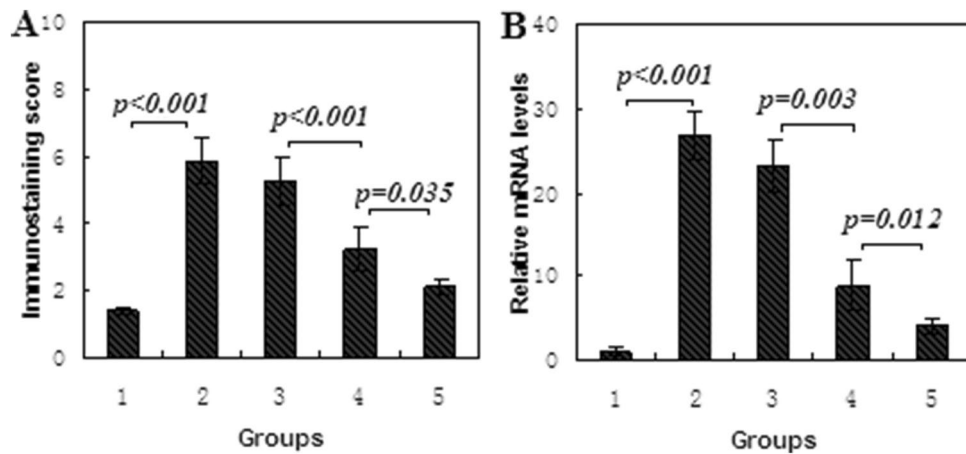 A
Immunostaining score
10
8
6
4
2
0
p<0.001
p<0.001
p=0.035
1 2 3 4 5
Groups
B
Relative mRNA levels
40
30
20
10
0
p<0.001
p=0.003
p=0.012
1 2 3 4 5
Groups